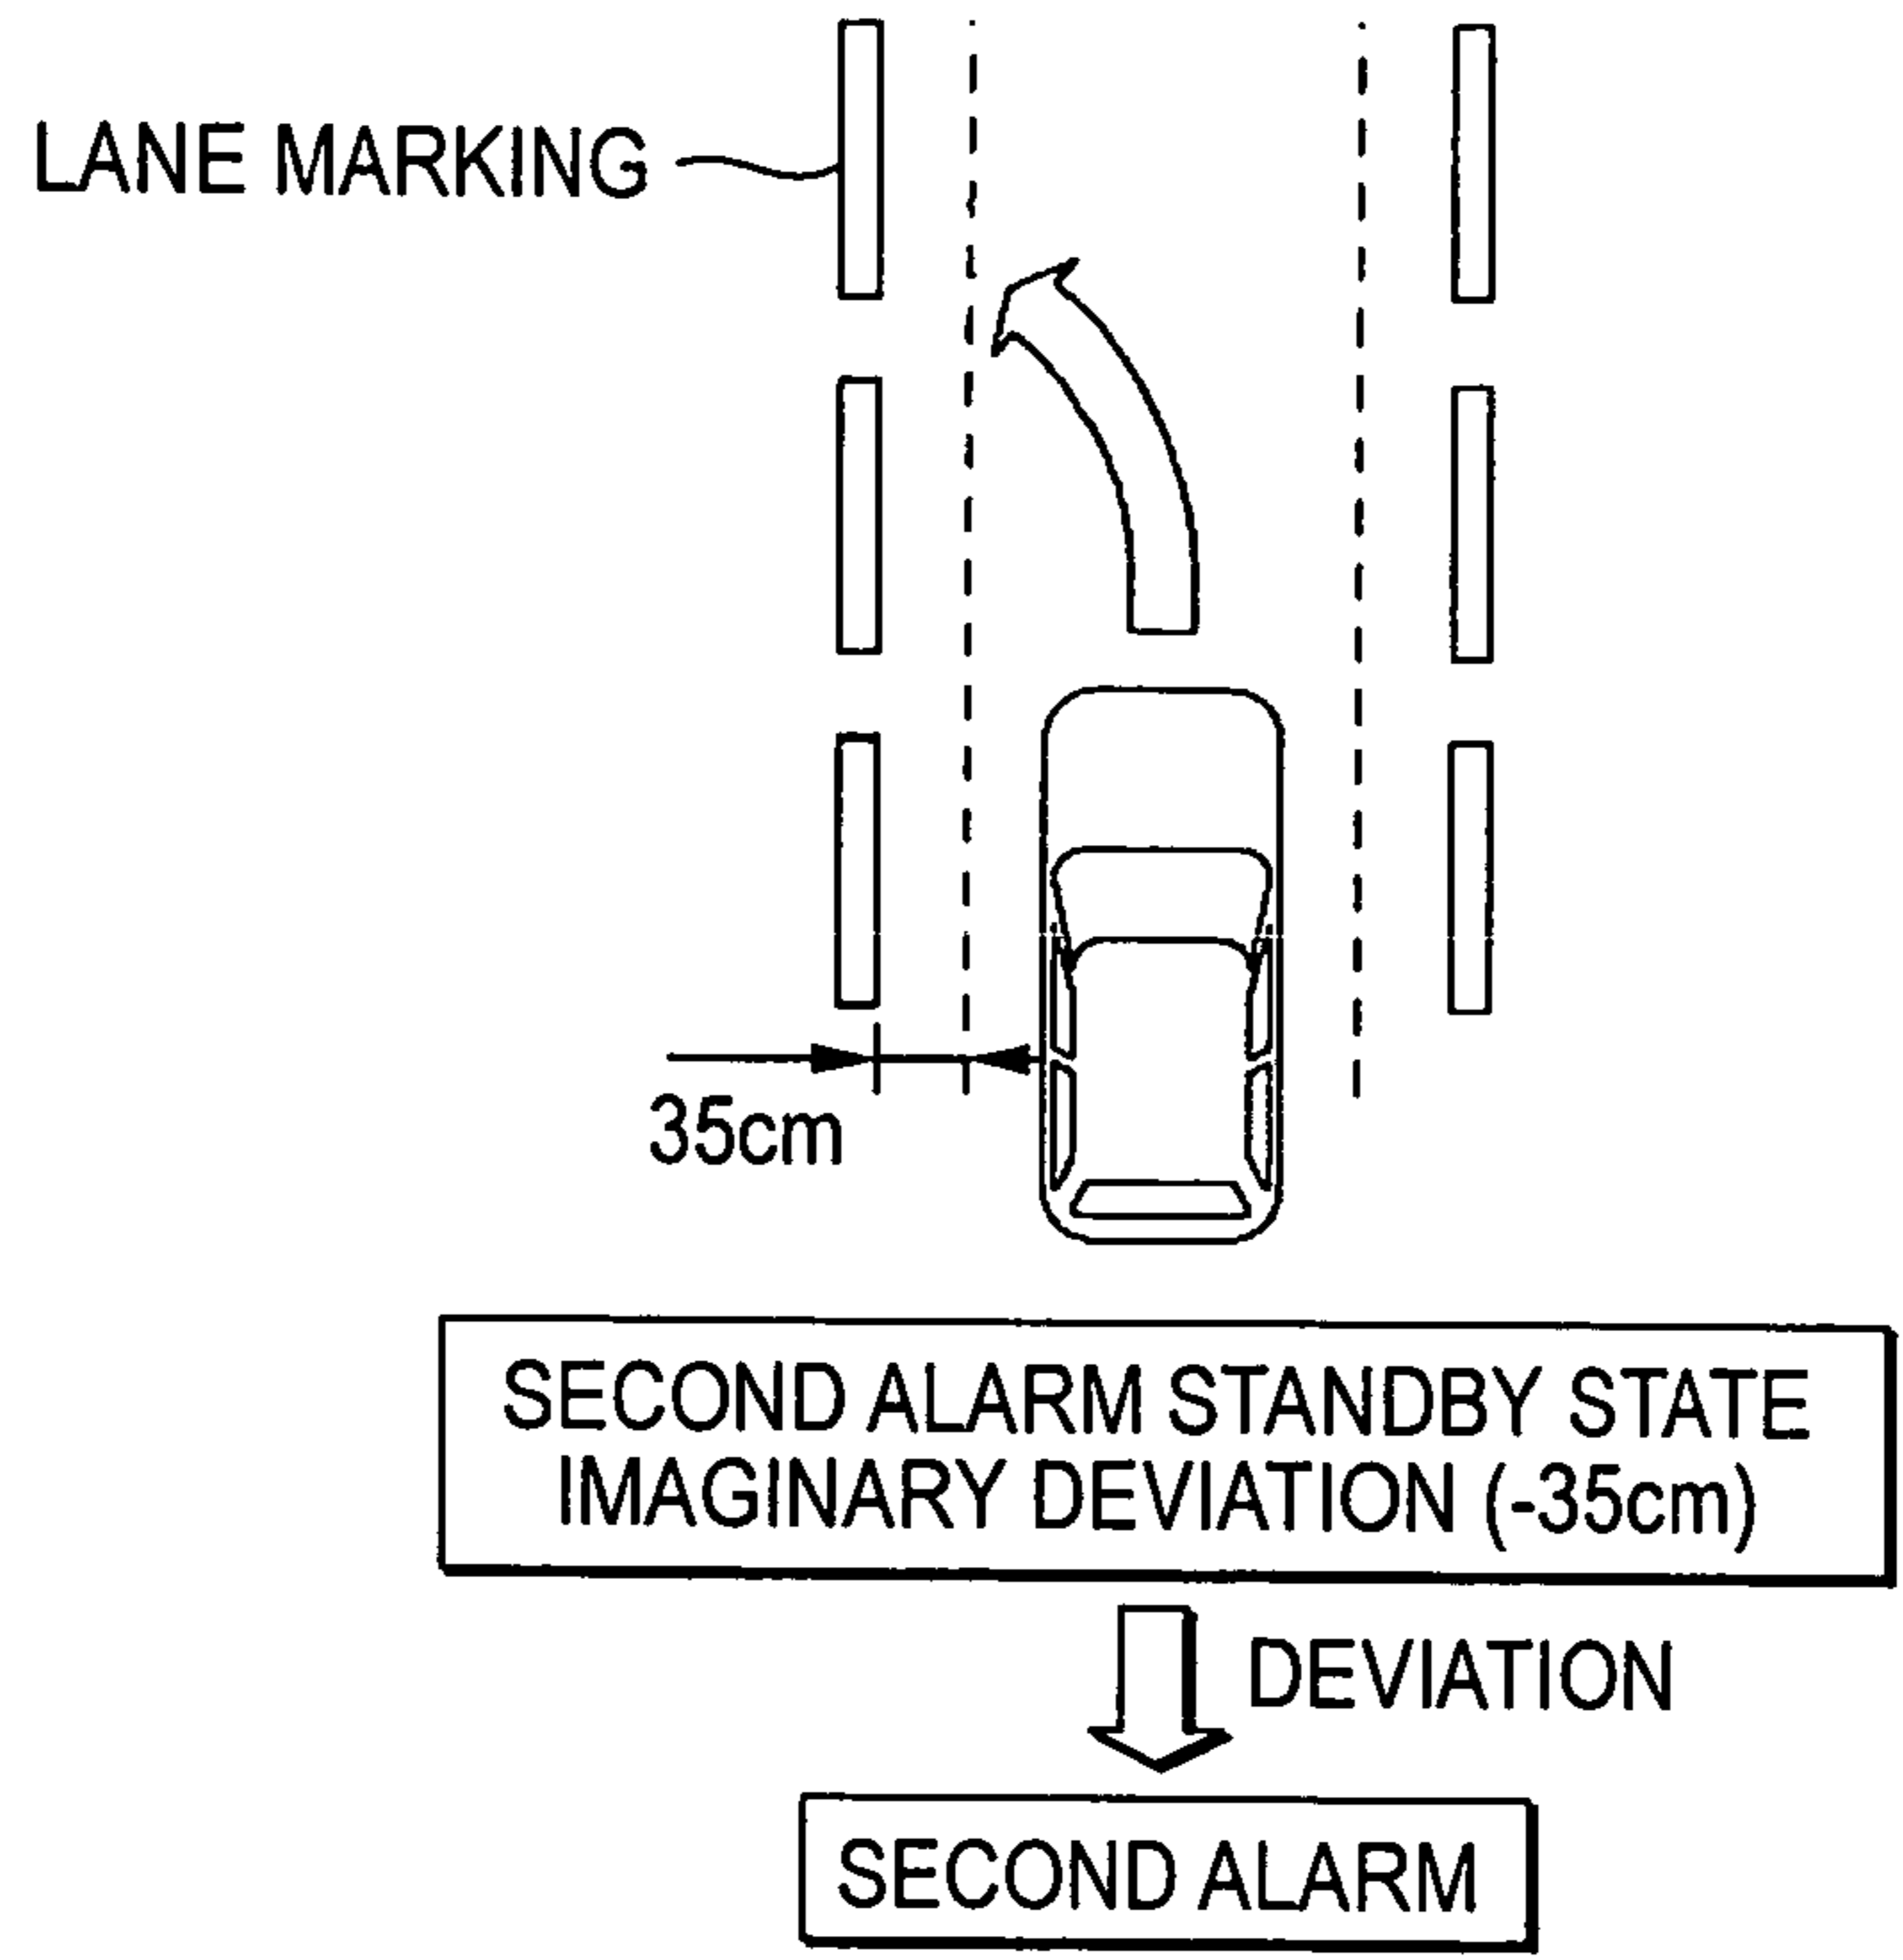 LANE MARKING
35cm
SECOND ALARM STANDBY STATE
IMAGINARY DEVIATION (-35cm)
DEVIATION
SECOND ALARM